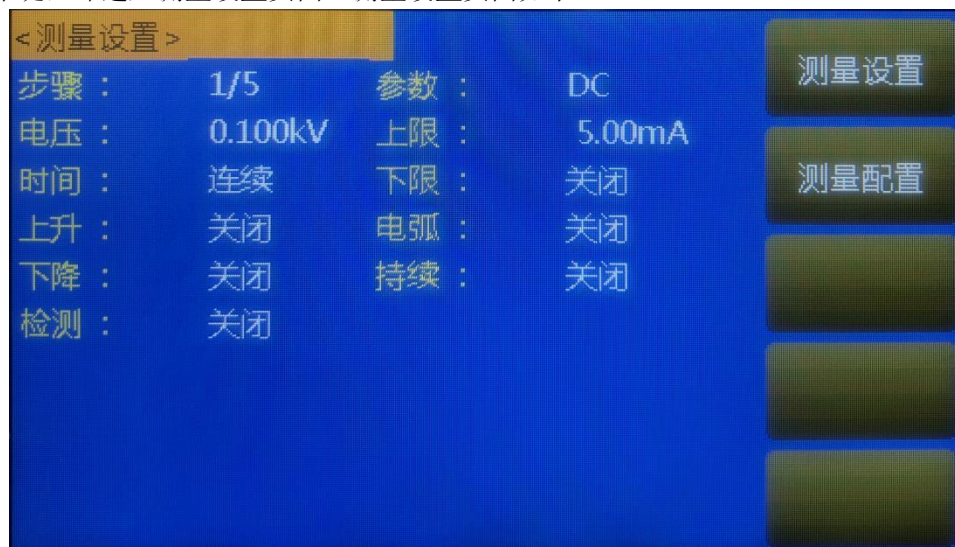 <测量设置>
步骤： 1/5 参数： DC
电压： 0.100kV 上限： 5.00mA
时间： 连续 下限： 关闭
上升： 关闭 电弧： 关闭
下降： 关闭 持续： 关闭
检测： 关闭
测量设置
测量配置